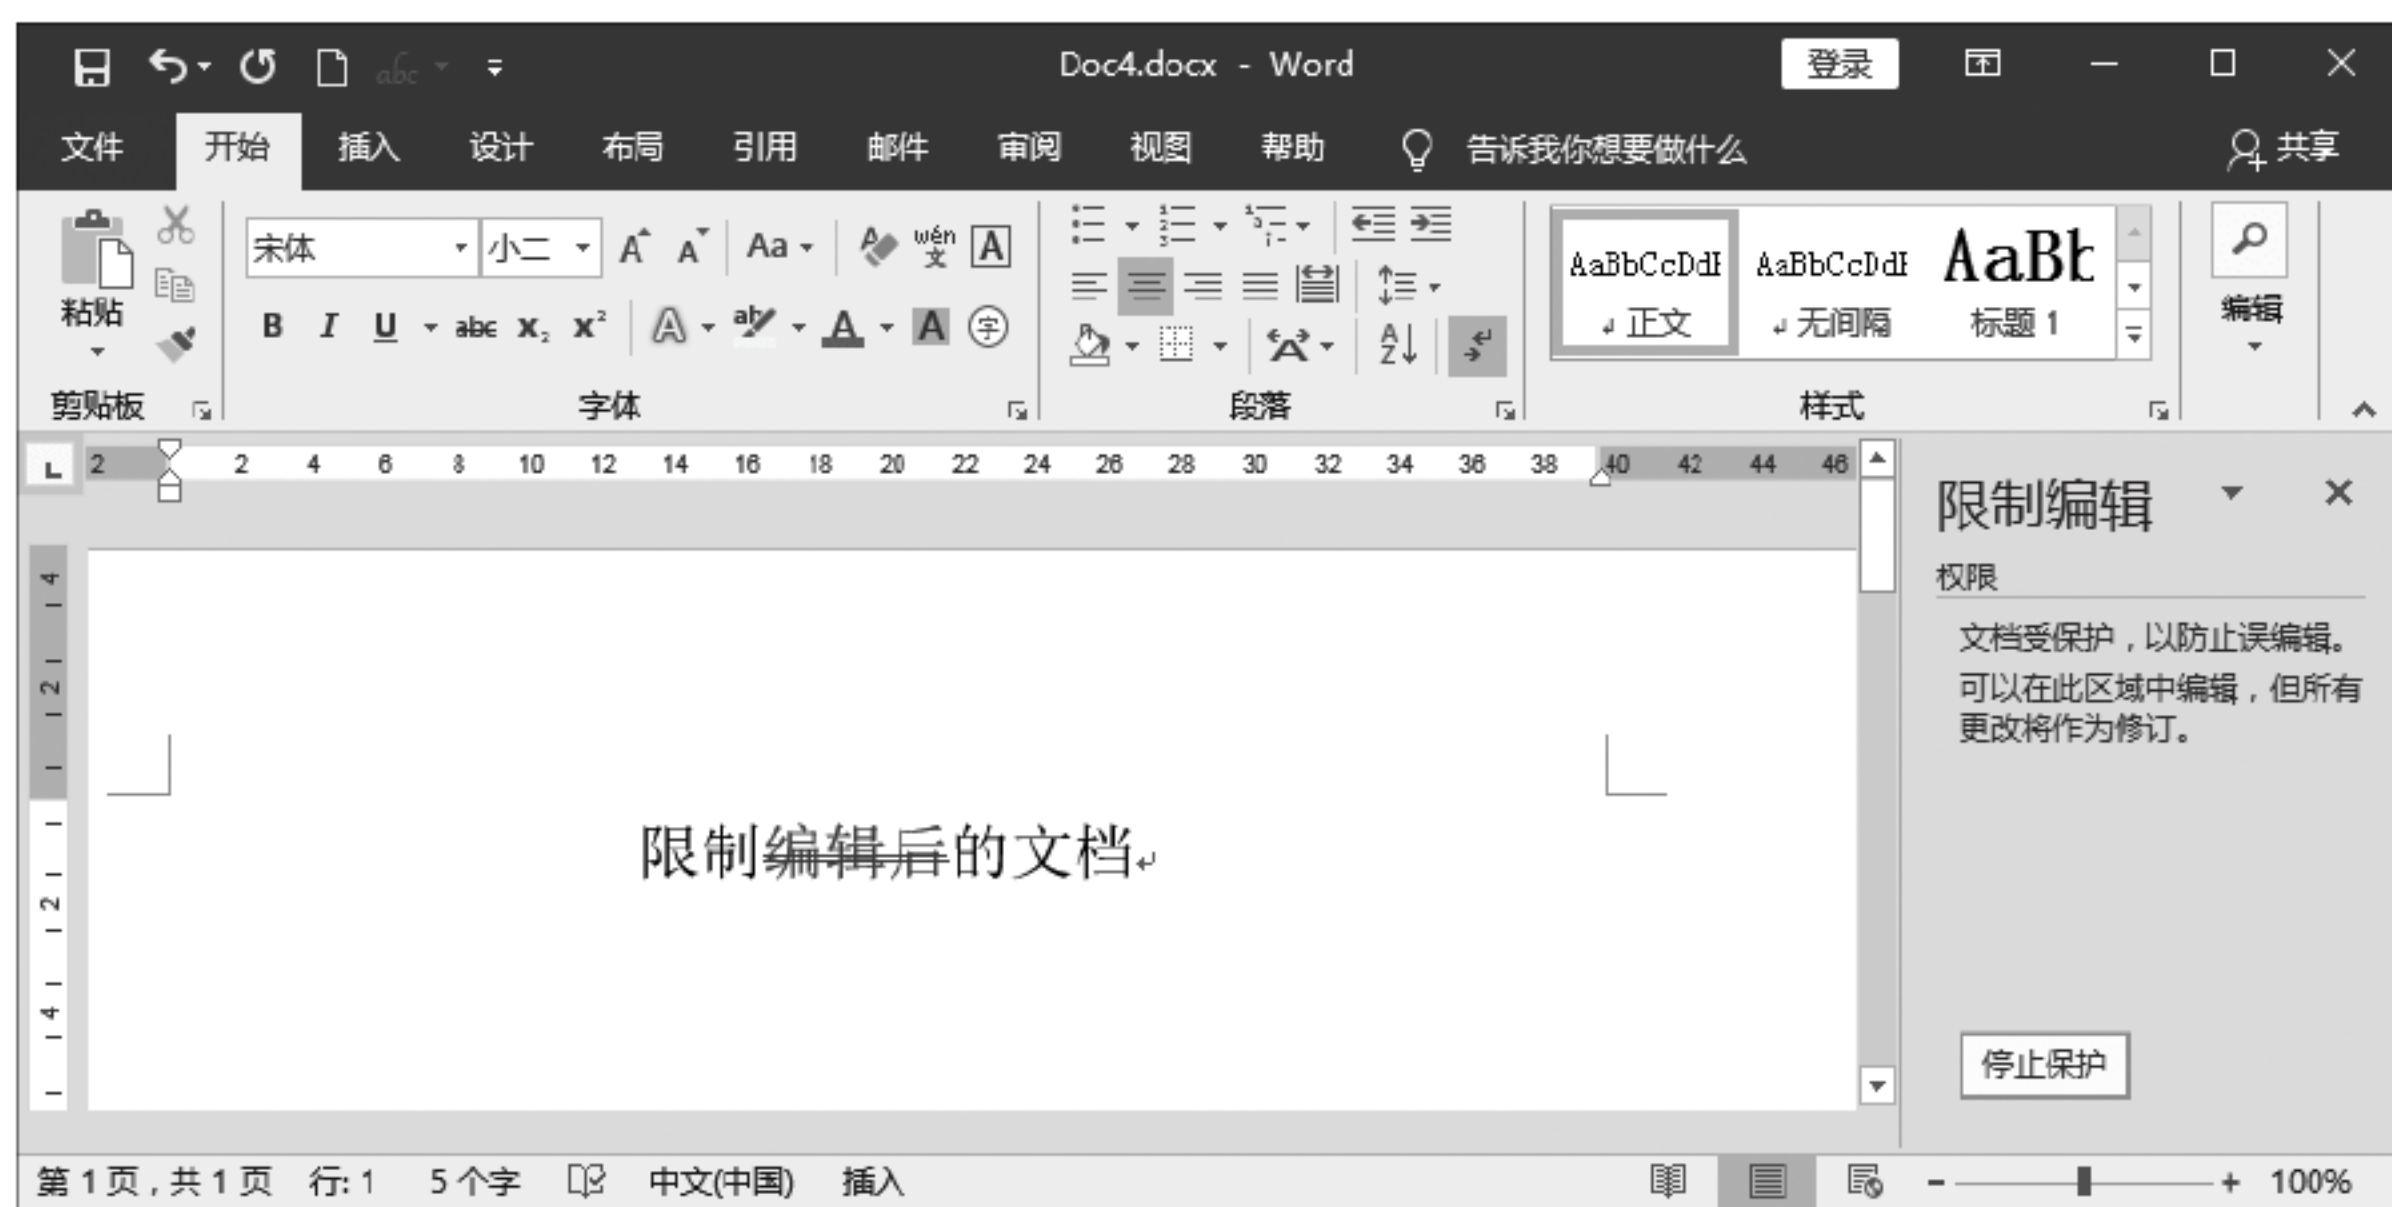 abc Doc4.docx - Word 登录
文件 开始 插入 设计 布局 引用 邮件 审阅 视图 帮助 告诉我你想要做什么 共享
粘贴 宋体 小二 A A Aa A wén 文 A
B I U abc X₂ X² A ab A A 字
A A Z
AaBbCcDdI AaBbCcDdI AaBb
正文 无间隔 标题 1
编辑
剪贴板 字体 段落 样式
L 2 2 4 6 8 10 12 14 16 18 20 22 24 26 28 30 32 34 36 38 40 42 44 46
4 2 2 4
限制编辑后的文档
限制编辑
权限
文档受保护，以防止误编辑。
可以在此区域中编辑，但所有
更改将作为修订。
停止保护
第 1 页，共 1 页 行: 1 5 个字 中文(中国) 插入 100%